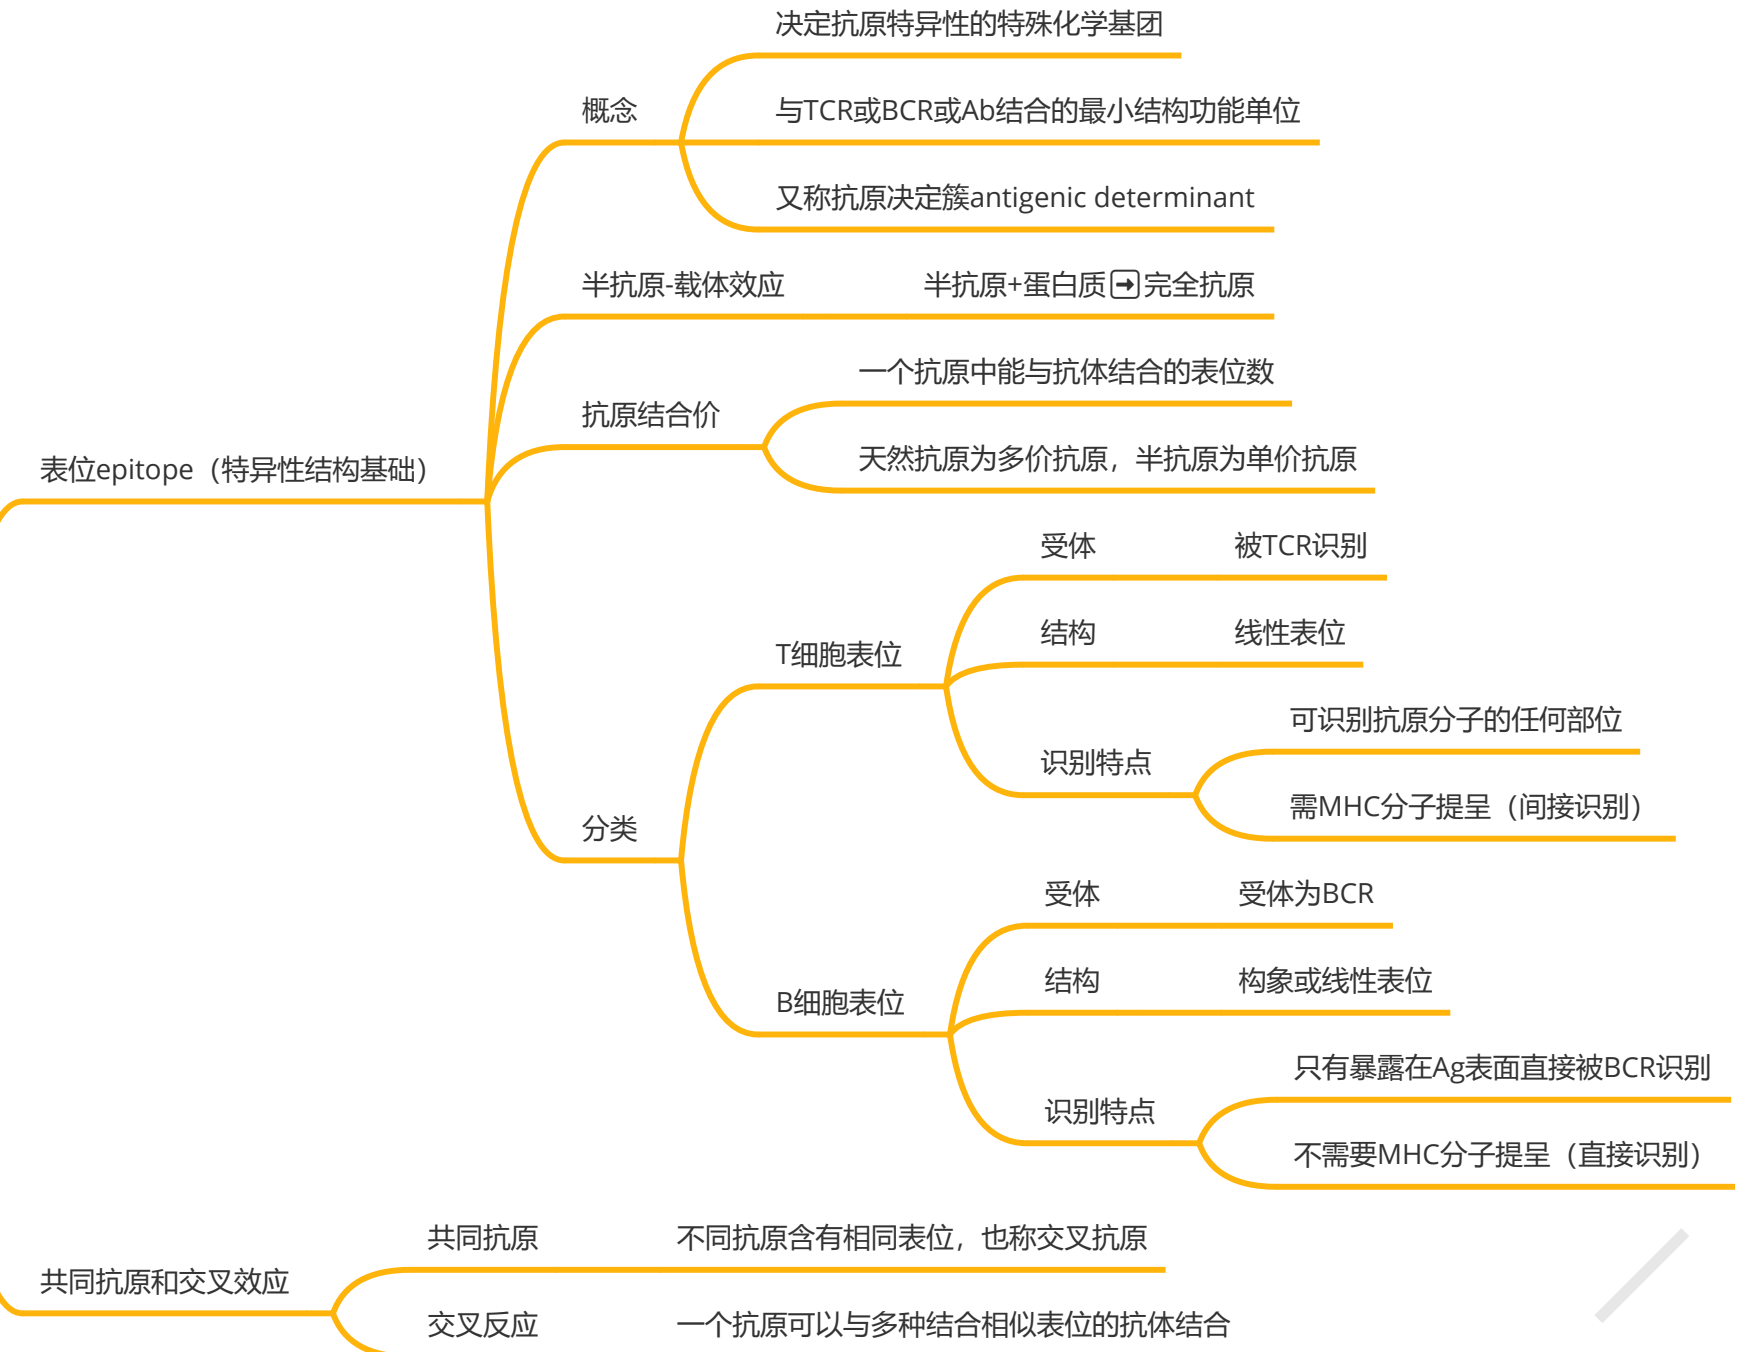 决定抗原特异性的特殊化学基团
概念
与TCR或BCR或Ab结合的最小结构功能单位
又称抗原决定簇antigenic determinant
半抗原-载体效应 半抗原+蛋白质➡完全抗原
一个抗原中能与抗体结合的表位数
抗原结合价
天然抗原为多价抗原，半抗原为单价抗原
表位epitope（特异性结构基础）
受体 被TCR识别
结构 线性表位
T细胞表位
可识别抗原分子的任何部位
识别特点
需MHC分子提呈（间接识别）
分类
受体 受体为BCR
结构 构象或线性表位
B细胞表位
只有暴露在Ag表面直接被BCR识别
识别特点
不需要MHC分子提呈（直接识别）
共同抗原 不同抗原含有相同表位，也称交叉抗原
共同抗原和交叉效应
交叉反应 一个抗原可以与多种结合相似表位的抗体结合